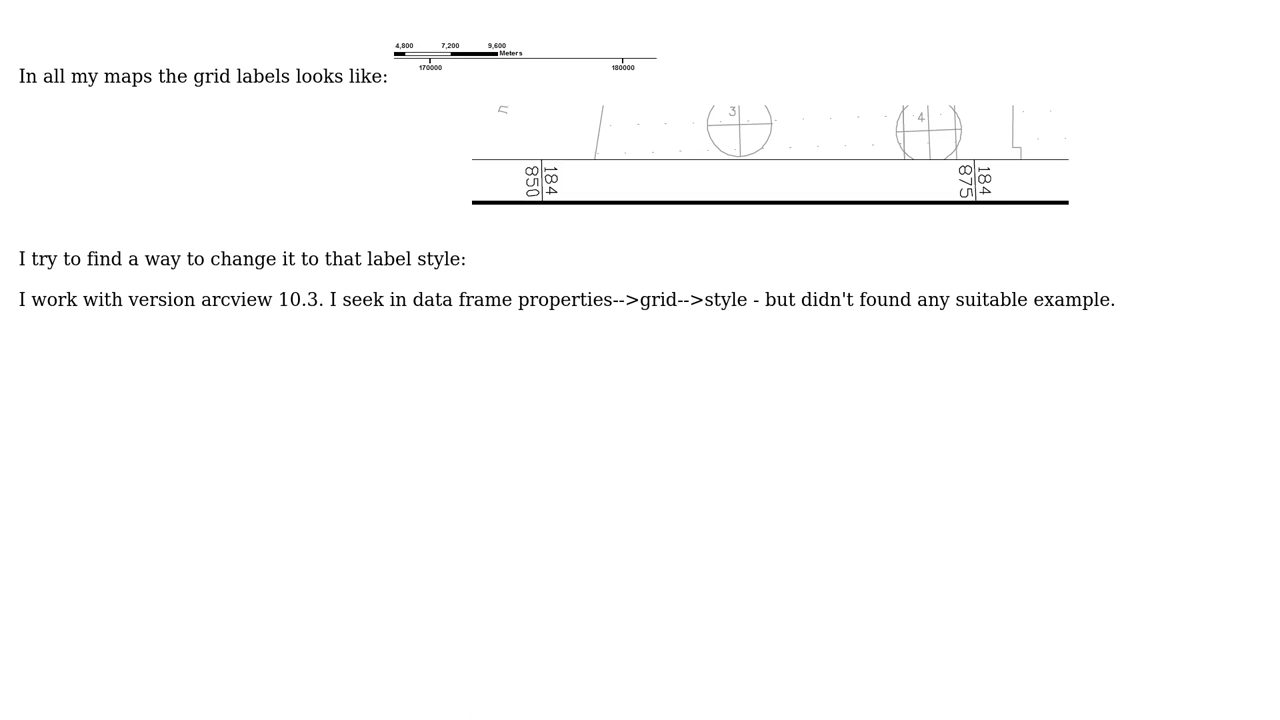 4,800 7,200 9,600
Meters
In all my maps the grid labels looks like:
170000 180000
3 4
184 850 184 875
I try to find a way to change it to that label style:
I work with version arcview 10.3. I seek in data frame properties-->grid-->style - but didn't found any suitable example.